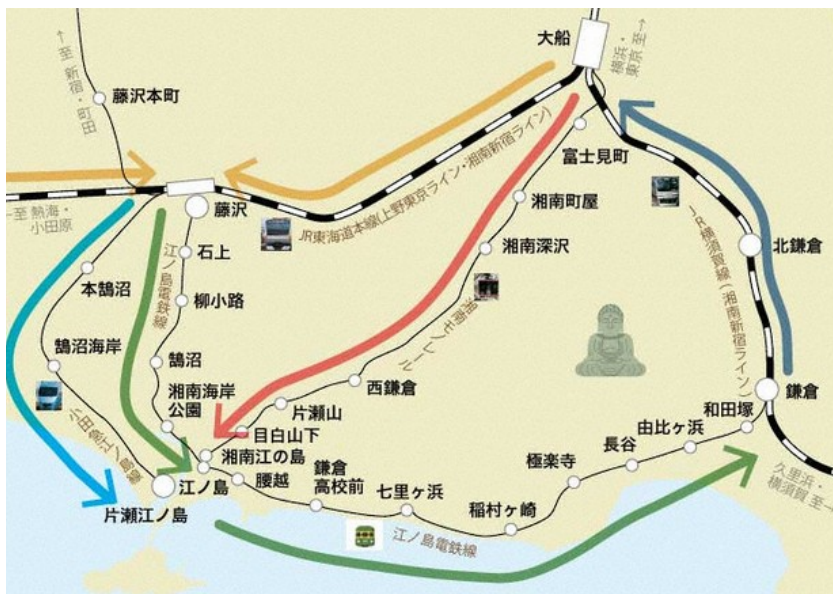 大船
横浜・
東京 至→
←至 新宿・町田
藤沢本町
富士見町
JR東海道本線(上野東京ライン・湘南新宿ライン)
湘南町屋
←至 熱海・
小田原
藤沢
湘南深沢
JR横須賀線(湘南新宿ライン)
北鎌倉
石上
江ノ島電鉄線
本鵠沼
柳小路
湘南モノレール
鵠沼海岸
鵠沼
西鎌倉
鎌倉
湘南海岸
公園
片瀬山
和田塚
目白山下
由比ヶ浜
小田急江ノ島線
湘南江の島
長谷
極楽寺
江ノ島
腰越
鎌倉
高校前
七里ヶ浜
稲村ヶ崎
久里浜・
横須賀 至→
片瀬江ノ島
江ノ島電鉄線